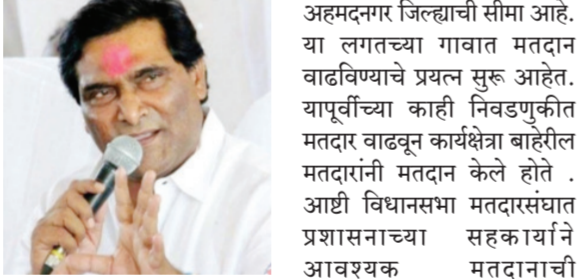 अहमदनगर जिल्ह्याची सीमा आहे.
या लगतच्या गावात मतदान
वाढविण्याचे प्रयत्न सुरू आहेत.
यापूर्वीच्या काही निवडणुकीत
मतदार वाढवून कार्यक्षेत्रा बाहेरील
मतदारांनी मतदान केले होते .
आष्टी विधानसभा मतदारसंघात
प्रशासनाच्या सहकार्याने
आवश्यक मतदानाची